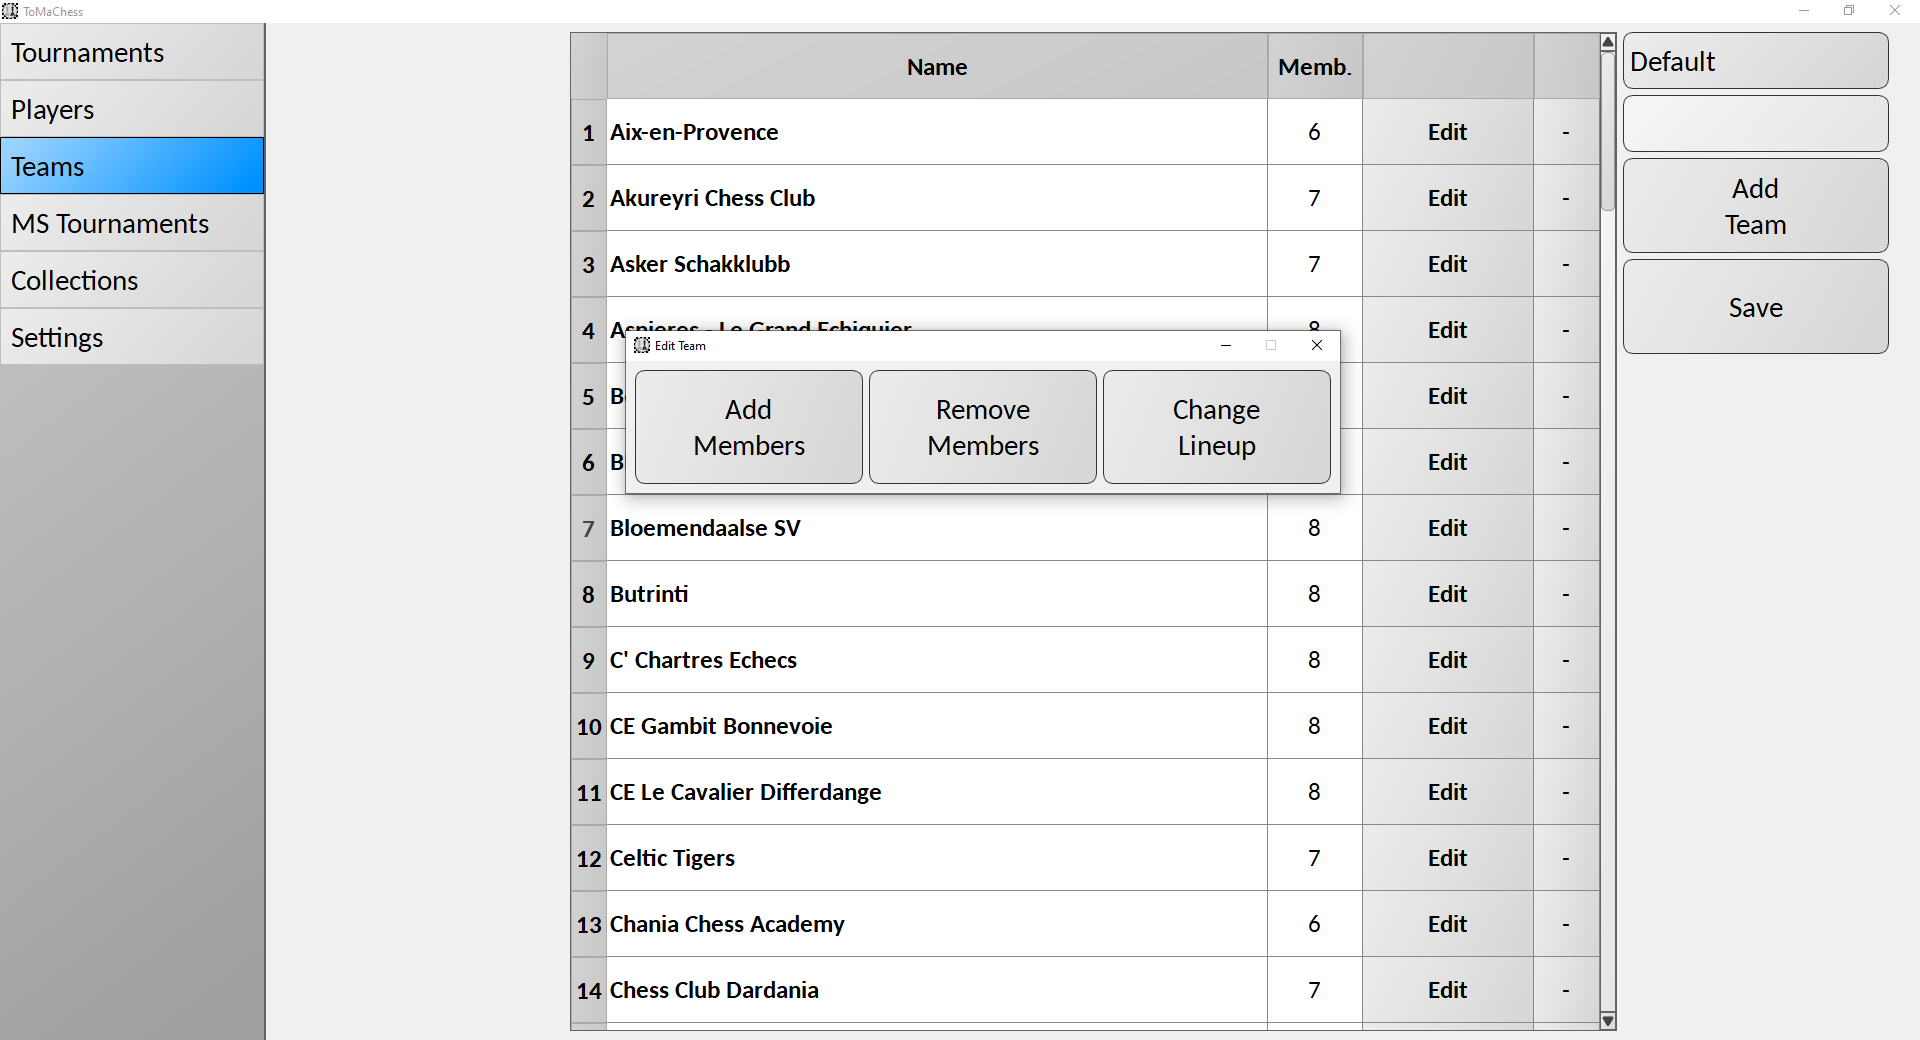 ToMaChess
Tournaments
Players
Teams
MS Tournaments
Collections
Settings
Name Memb.
1 Aix-en-Provence 6 Edit -
2 Akureyri Chess Club 7 Edit -
3 Asker Schakklubb 7 Edit -
4 Asnieres - Le Grand Echiquier 8 Edit -
5 Edit -
6 B Edit -
7 Bloemendaalse SV 8 Edit -
8 Butrinti 8 Edit -
9 C' Chartres Echecs 8 Edit -
10 CE Gambit Bonnevoie 8 Edit -
11 CE Le Cavalier Differdange 8 Edit -
12 Celtic Tigers 7 Edit -
13 Chania Chess Academy 6 Edit -
14 Chess Club Dardania 7 Edit -
Edit Team
Add
Members
Remove
Members
Change
Lineup
Default
Add
Team
Save